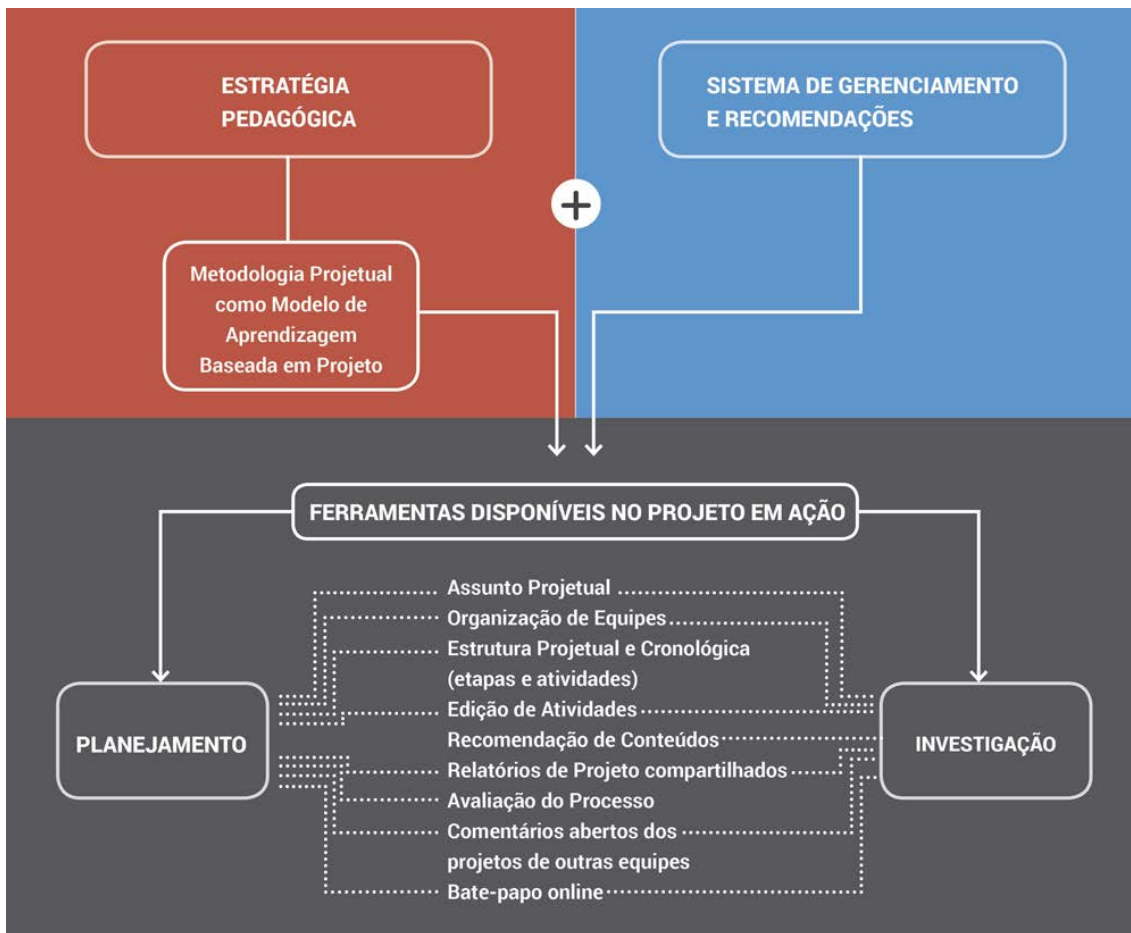 ESTRATÉGIA
PEDAGÓGICA
SISTEMA DE GERENCIAMENTO
E RECOMENDAÇÕES
+
Metodologia Projetual
como Modelo de
Aprendizagem
Baseada em Projeto
FERRAMENTAS DISPONÍVEIS NO PROJETO EM AÇÃO
Assunto Projetual
Organização de Equipes
Estrutura Projetual e Cronológica
(etapas e atividades)
Edição de Atividades
Recomendação de Conteúdos
Relatórios de Projeto compartilhados
Avaliação do Processo
Comentários abertos dos
projetos de outras equipes
Bate-papo online
PLANEJAMENTO
INVESTIGAÇÃO